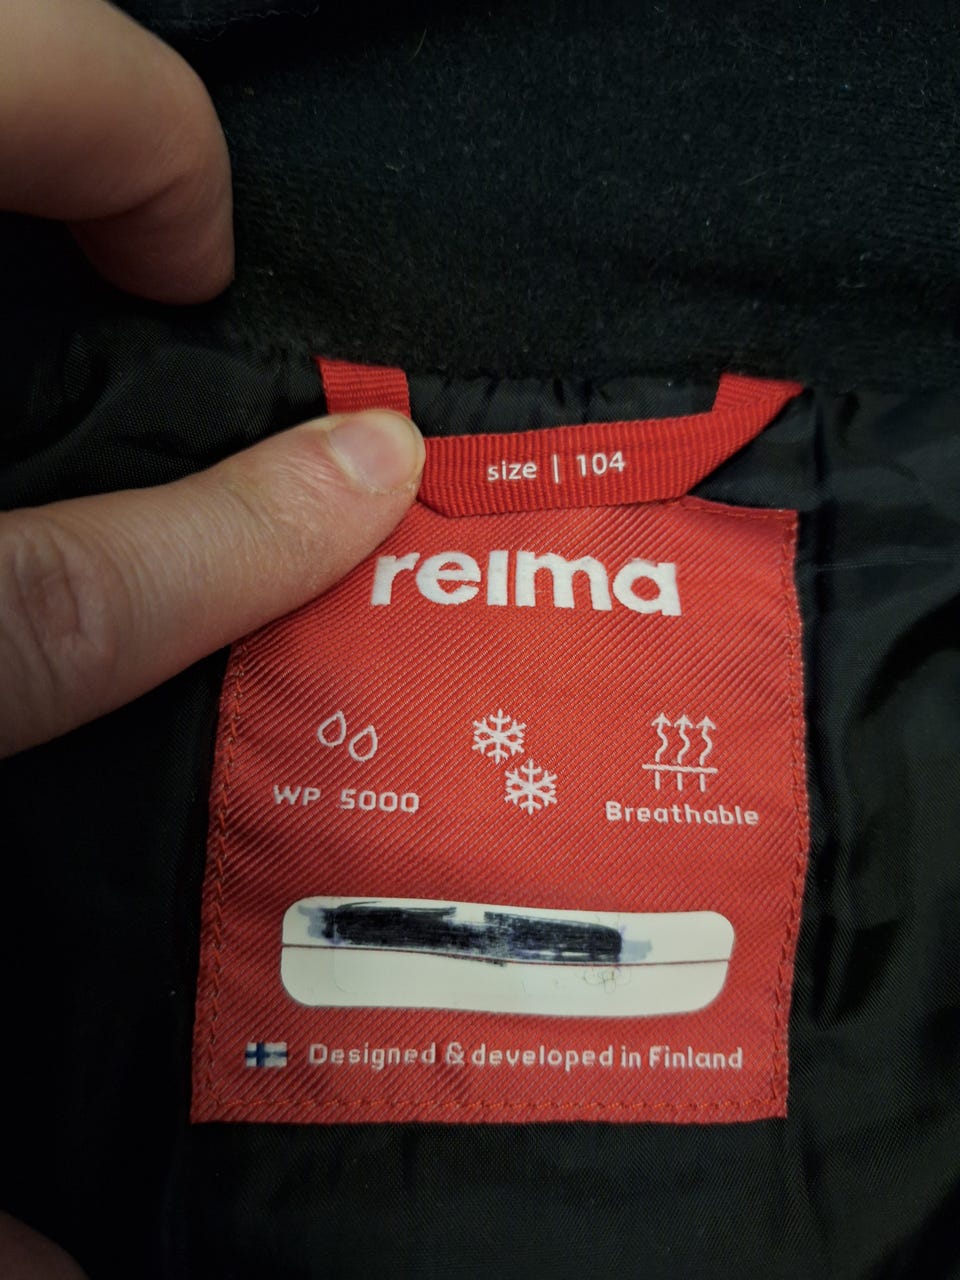 size | 104
reima
WP 5000
Breathable
Designed & developed in Finland